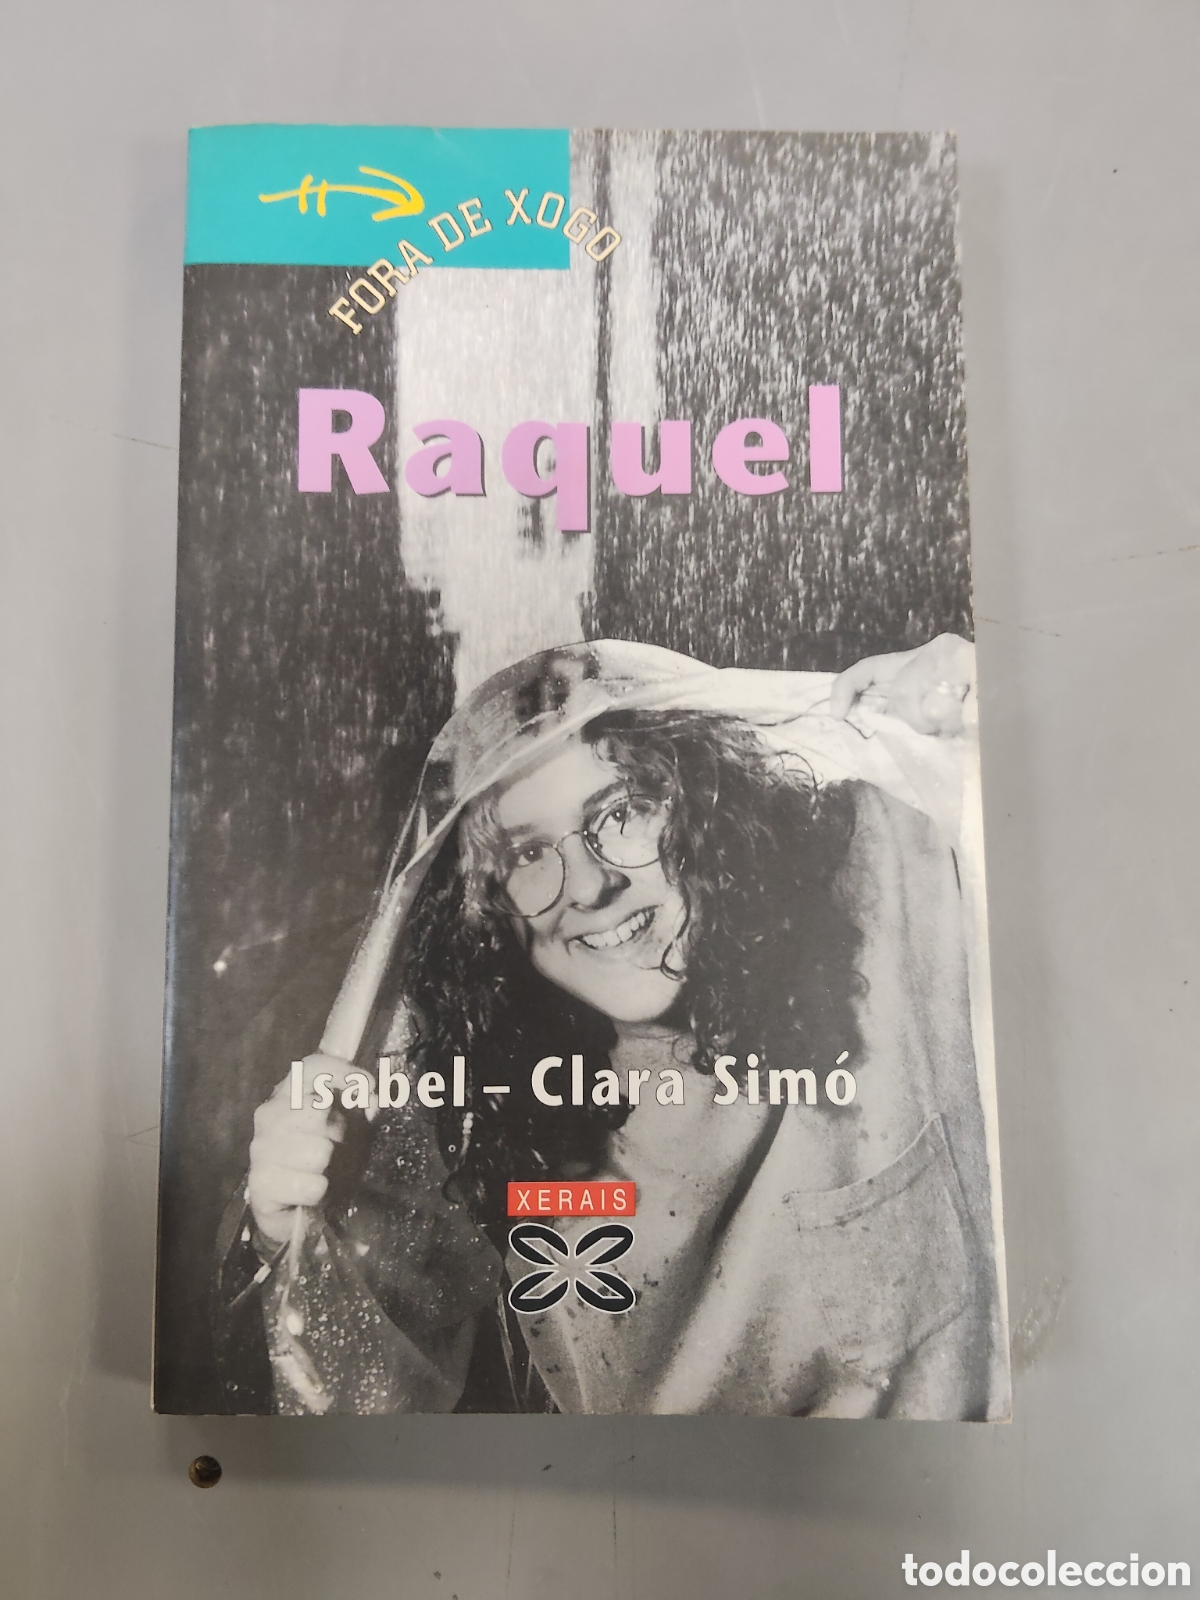 FORA DE XOGO
Raquel
Isabel – Clara Simó
XERAIS
todocoleccion